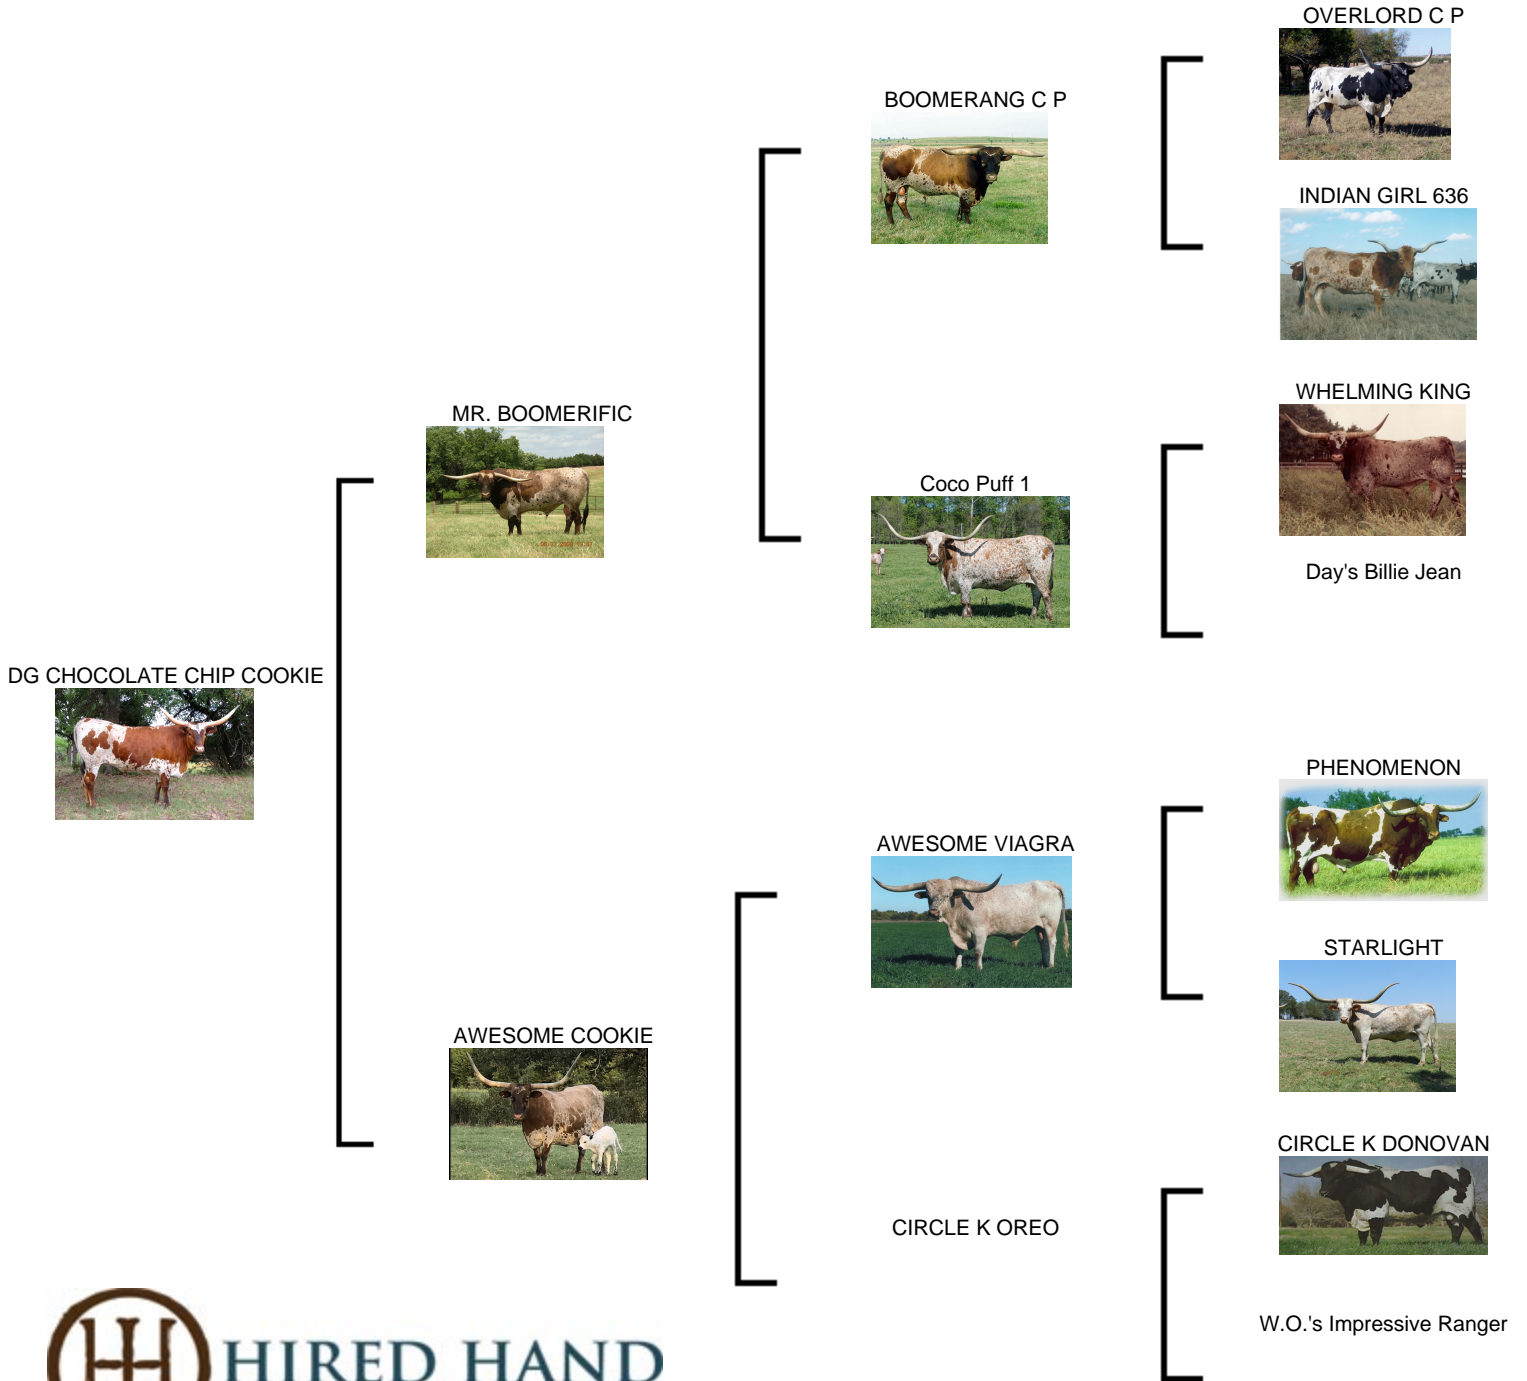 OVERLORD C P
BOOMERANG C P
INDIAN GIRL 636
WHELMING KING
MR. BOOMERIFIC
Coco Puff 1
Day's Billie Jean
DG CHOCOLATE CHIP COOKIE
PHENOMENON
AWESOME VIAGRA
STARLIGHT
AWESOME COOKIE
CIRCLE K DONOVAN
CIRCLE K OREO
W.O.'s Impressive Ranger
HIRED HAND